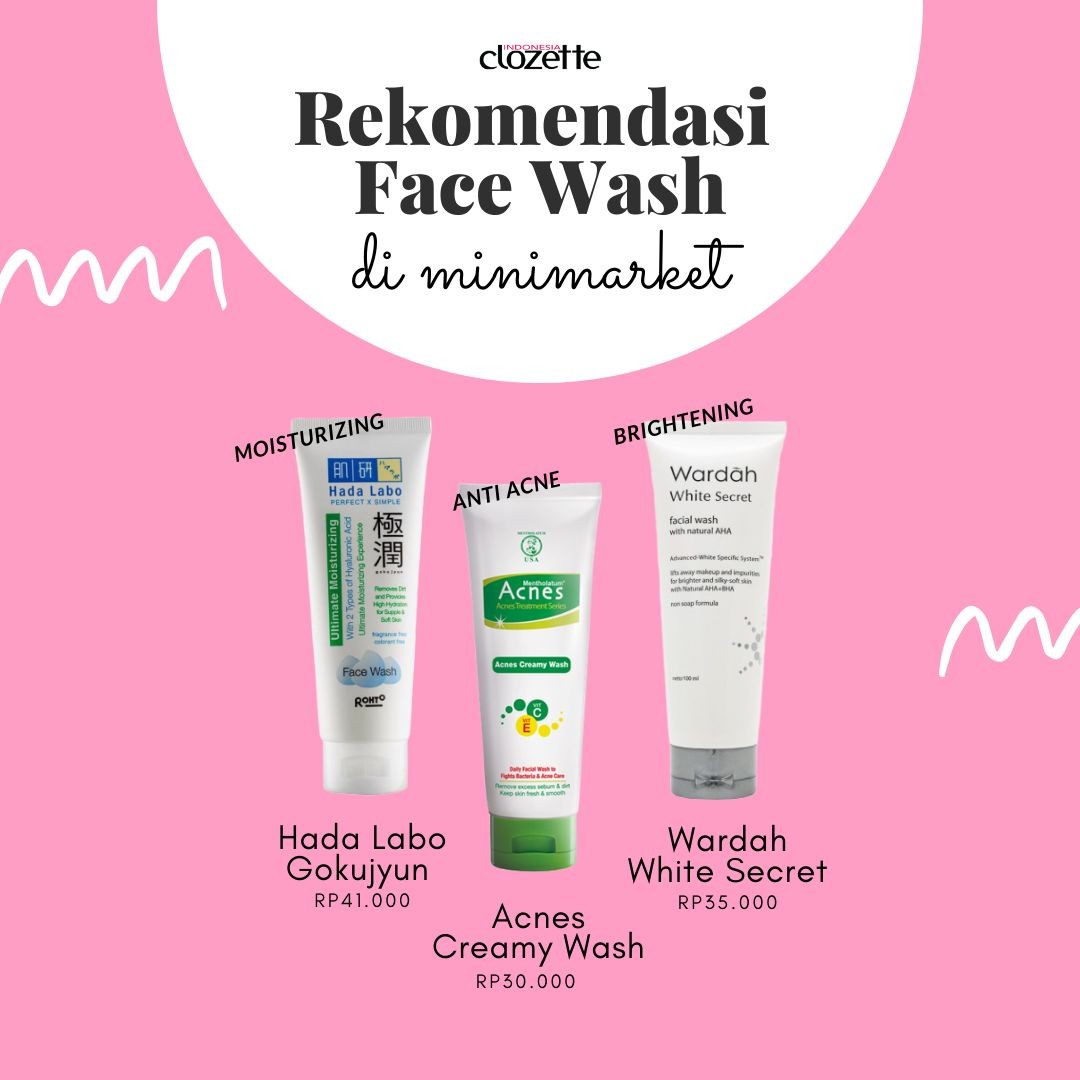 INDONESIA
clozette
Rekomendasi
Face Wash
di minimarket
MOISTURIZING
肌研
Hada Labo
PERFECT X SIMPLE
Ultimate Moisturizing
With 2 Types of Hyaluronic Acid
Ultimate Moisturizing Experience
極潤
gokujyun
Removes Dirt
and Provides
High Hydration
for Supple &
Soft Skin
fragrance free
colorant free
Face Wash
ROHTO
Hada Labo
Gokujyun
RP41.000
ANTI ACNE
MENTHOLATUM
USA
Mentholatum®
Acnes
Acnes Treatment Series
Acnes Creamy Wash
VIT C
VIT E
Daily Facial Wash to
Fights Bacteria & Acne Care
Remove excess sebum & dirt
Keep skin fresh & smooth
Acnes
Creamy Wash
RP30.000
BRIGHTENING
Wardāh
White Secret
facial wash
with natural AHA
Advanced-White Specific System™
lifts away makeup and impurities
for brighter and silky-soft skin
with Natural AHA+BHA
non soap formula
netto 100 ml
Wardah
White Secret
RP35.000